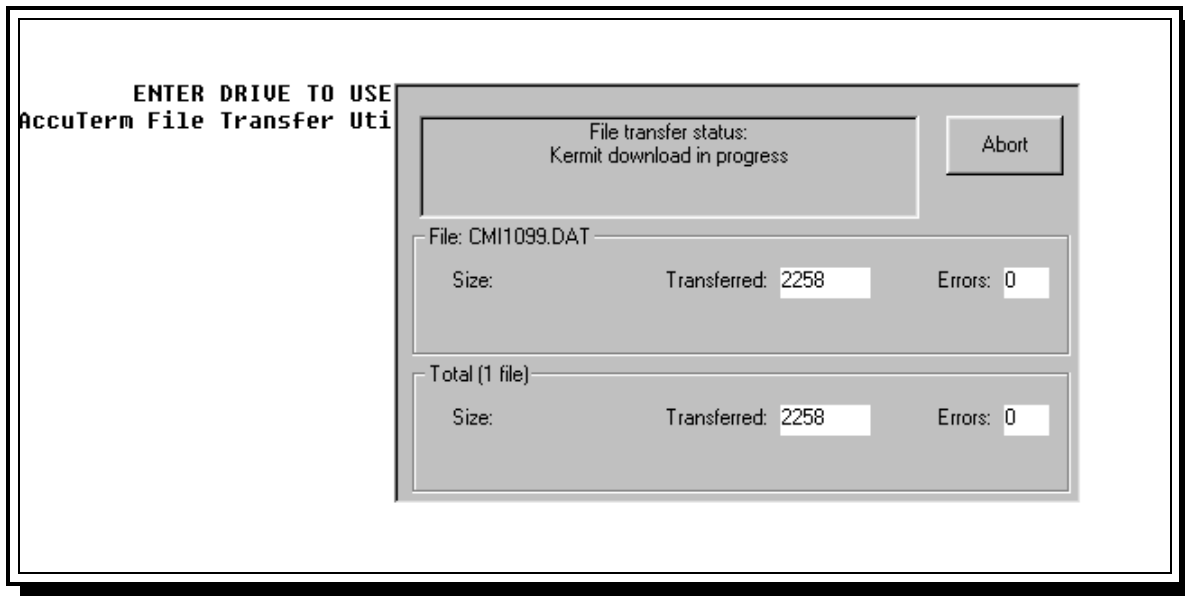 ENTER DRIVE TO USE
AccuTerm File Transfer Uti
File transfer status:
Kermit download in progress
Abort
File: CMI1099.DAT
Size: Transferred: 2258 Errors: 0
Total (1 file)
Size: Transferred: 2258 Errors: 0